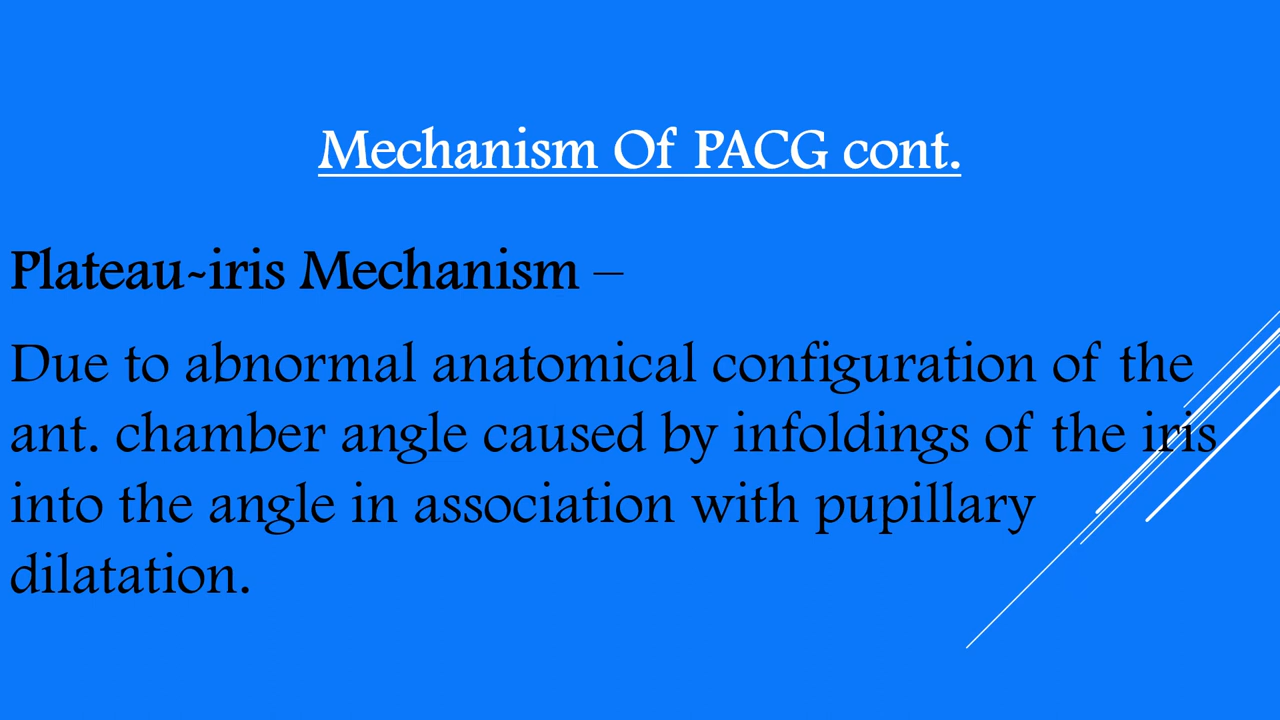 Mechanism Of PACG cont.
Plateau-iris Mechanism –
Due to abnormal anatomical configuration of the
ant. chamber angle caused by infoldings of the iris
into the angle in association with pupillary
dilatation.